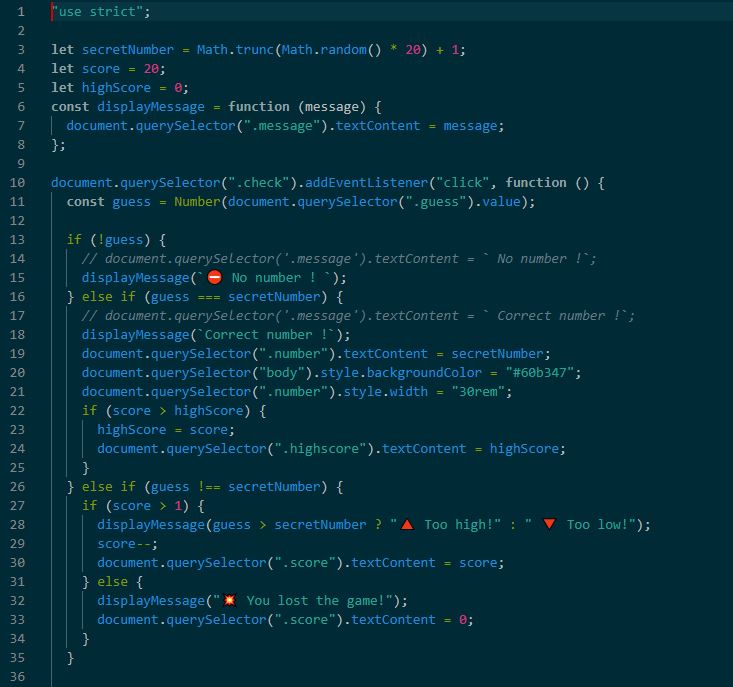 1 "use strict";
2
3 let secretNumber = Math.trunc(Math.random() * 20) + 1;
4 let score = 20;
5 let highScore = 0;
6 const displayMessage = function (message) {
7   document.querySelector(".message").textContent = message;
8 };
9
10 document.querySelector(".check").addEventListener("click", function () {
11   const guess = Number(document.querySelector(".guess").value);
12
13   if (!guess) {
14     // document.querySelector('.message').textContent = ` No number !`;
15     displayMessage(`⛔ No number ! `);
16   } else if (guess === secretNumber) {
17     // document.querySelector('.message').textContent = ` Correct number !`;
18     displayMessage(`Correct number !`);
19     document.querySelector(".number").textContent = secretNumber;
20     document.querySelector("body").style.backgroundColor = "#60b347";
21     document.querySelector(".number").style.width = "30rem";
22     if (score > highScore) {
23       highScore = score;
24       document.querySelector(".highscore").textContent = highScore;
25     }
26   } else if (guess !== secretNumber) {
27     if (score > 1) {
28       displayMessage(guess > secretNumber ? "🔺 Too high!" : " 🔻 Too low!");
29       score--;
30       document.querySelector(".score").textContent = score;
31     } else {
32       displayMessage("💥 You lost the game!");
33       document.querySelector(".score").textContent = 0;
34     }
35   }
36